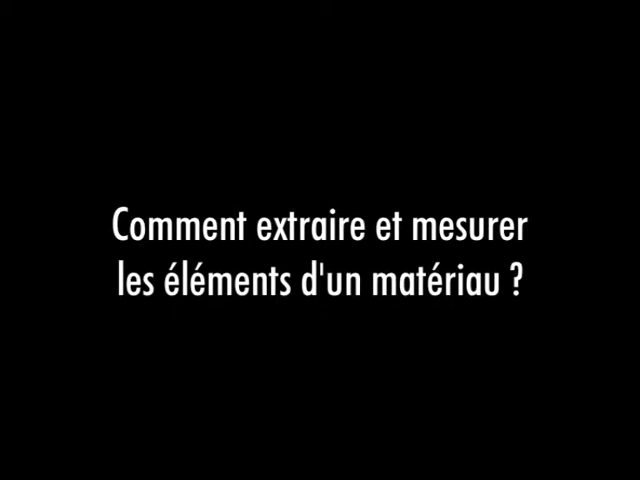 Comment extraire et mesurer
les éléments d'un matériau ?